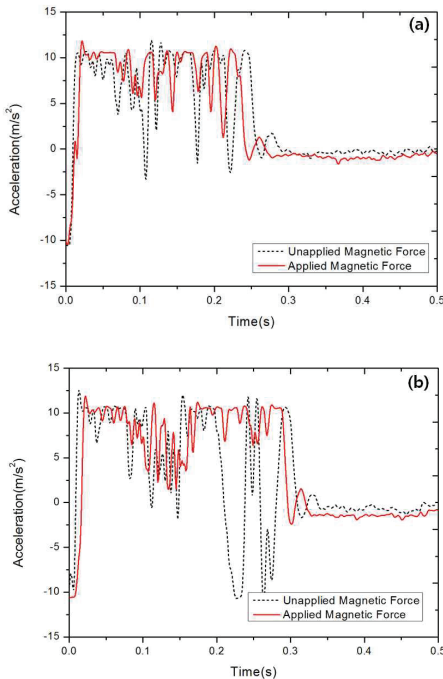 (a)
15
10
5
0
-5
-10
-15
Acceleration(m/s²)
Unapplied Magnetic Force
Applied Magnetic Force
0.0 0.1 0.2 0.3 0.4 0.5
Time(s)
(b)
15
10
5
0
-5
-10
-15
Acceleration(m/s²)
Unapplied Magnetic Force
Applied Magnetic Force
0.0 0.1 0.2 0.3 0.4 0.5
Time(s)